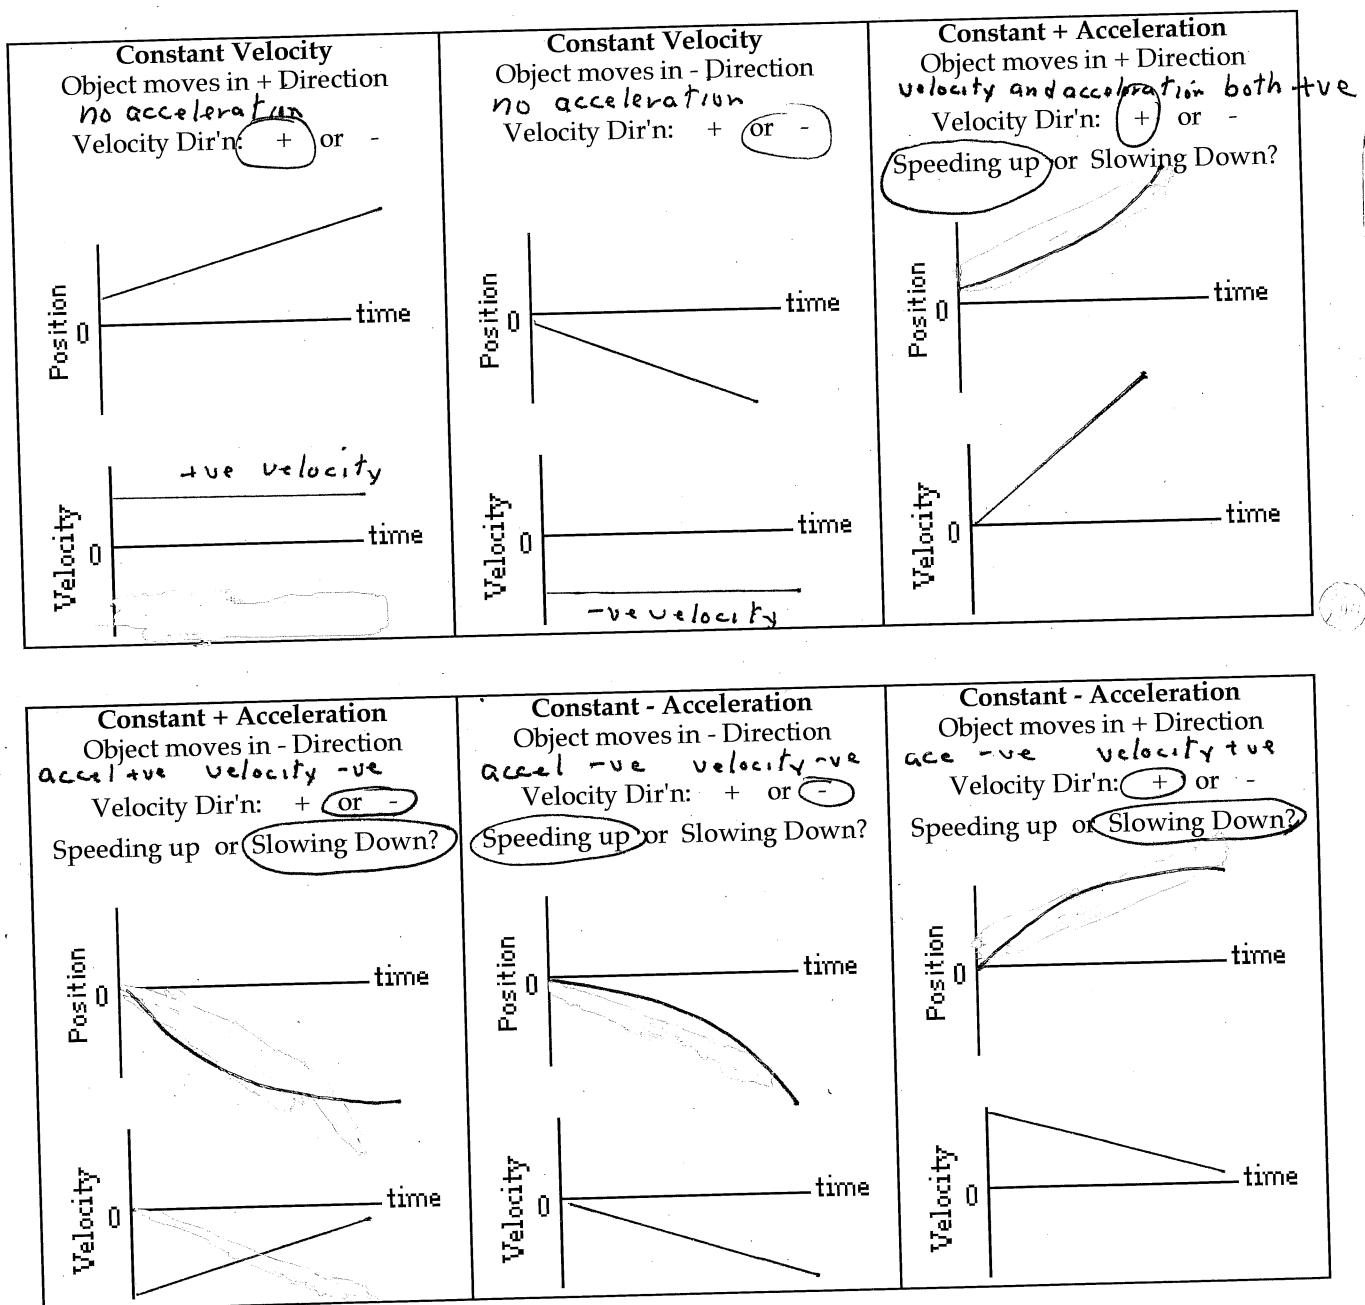 Constant Velocity
Object moves in + Direction
no acceleration
Velocity Dir'n: + or -
Position
0
time
+ve velocity
Velocity
0
time
Constant Velocity
Object moves in - Direction
no acceleration
Velocity Dir'n: + or -
Position
0
time
Velocity
0
time
-ve velocity
Constant + Acceleration
Object moves in + Direction
velocity and acceleration both +ve
Velocity Dir'n: + or -
Speeding up or Slowing Down?
Position
0
time
Velocity
0
time
Constant + Acceleration
Object moves in - Direction
accel +ve velocity -ve
Velocity Dir'n: + or -
Speeding up or Slowing Down?
Position
0
time
Velocity
0
time
Constant - Acceleration
Object moves in - Direction
accel -ve velocity -ve
Velocity Dir'n: + or -
Speeding up or Slowing Down?
Position
0
time
Velocity
0
time
Constant - Acceleration
Object moves in + Direction
acc -ve velocity +ve
Velocity Dir'n: + or -
Speeding up or Slowing Down?
Position
0
time
Velocity
0
time